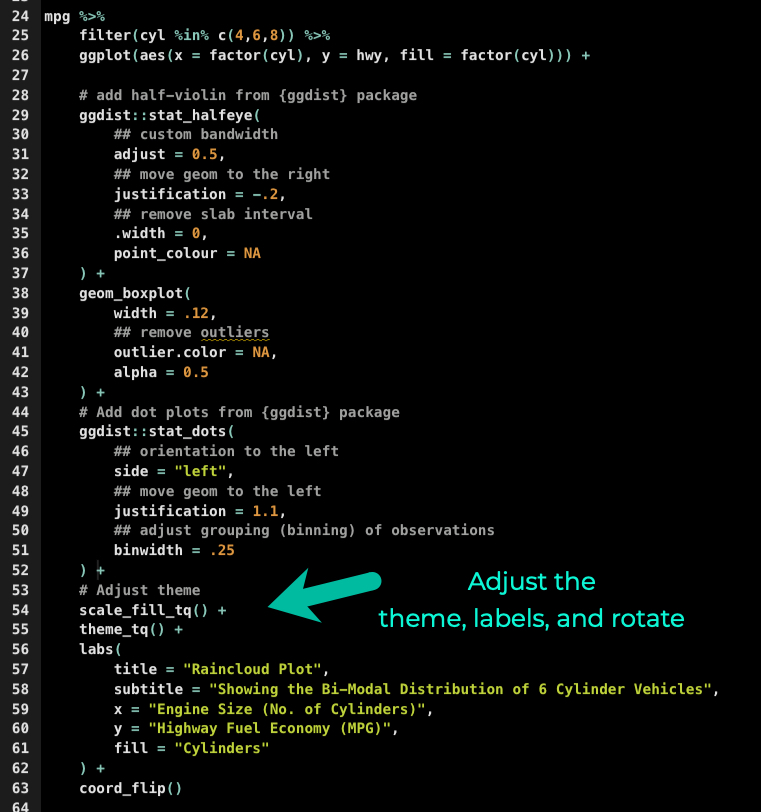 24 mpg %>%
25     filter(cyl %in% c(4,6,8)) %>%
26     ggplot(aes(x = factor(cyl), y = hwy, fill = factor(cyl))) +
27
28     # add half-violin from {ggdist} package
29     ggdist::stat_halfeye(
30         ## custom bandwidth
31         adjust = 0.5,
32         ## move geom to the right
33         justification = -.2,
34         ## remove slab interval
35         .width = 0,
36         point_colour = NA
37     ) +
38     geom_boxplot(
39         width = .12,
40         ## remove outliers
41         outlier.color = NA,
42         alpha = 0.5
43     ) +
44     # Add dot plots from {ggdist} package
45     ggdist::stat_dots(
46         ## orientation to the left
47         side = "left",
48         ## move geom to the left
49         justification = 1.1,
50         ## adjust grouping (binning) of observations
51         binwidth = .25
52     ) +
53     # Adjust theme
54     scale_fill_tq() +
55     theme_tq() +
56     labs(
57         title = "Raincloud Plot",
58         subtitle = "Showing the Bi-Modal Distribution of 6 Cylinder Vehicles",
59         x = "Engine Size (No. of Cylinders)",
60         y = "Highway Fuel Economy (MPG)",
61         fill = "Cylinders"
62     ) +
63     coord_flip()
64
Adjust the
theme, labels, and rotate